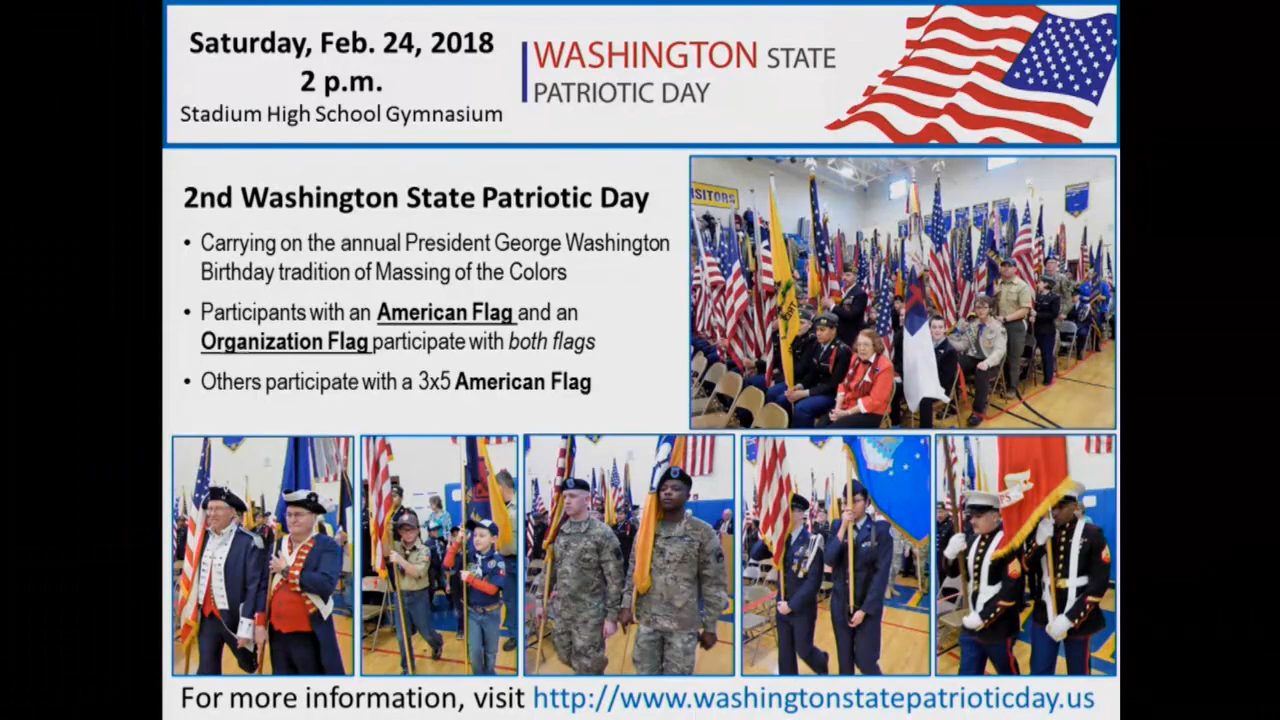 Saturday, Feb. 24, 2018
2 p.m.
Stadium High School Gymnasium
WASHINGTON STATE
PATRIOTIC DAY
2nd Washington State Patriotic Day
• Carrying on the annual President George Washington
Birthday tradition of Massing of the Colors
• Participants with an American Flag and an
Organization Flag participate with both flags
• Others participate with a 3x5 American Flag
ISITORS
For more information, visit http://www.washingtonstatepatrioticday.us